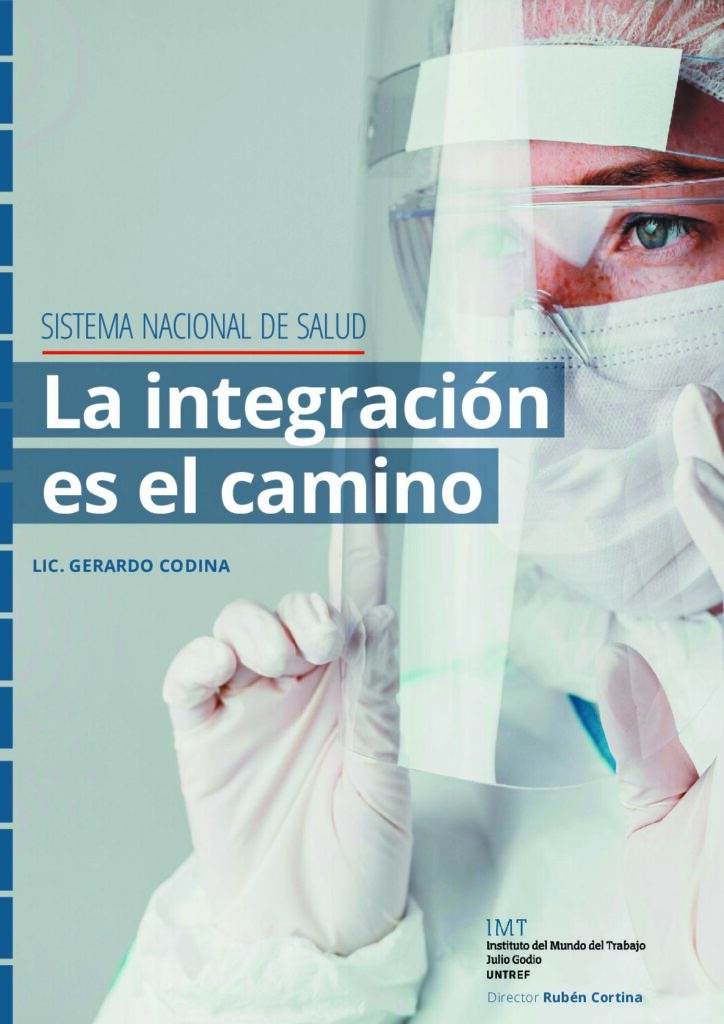 SISTEMA NACIONAL DE SALUD
La integración
es el camino
LIC. GERARDO CODINA
IMT
Instituto del Mundo del Trabajo
Julio Godio
UNTREF
Director Rubén Cortina